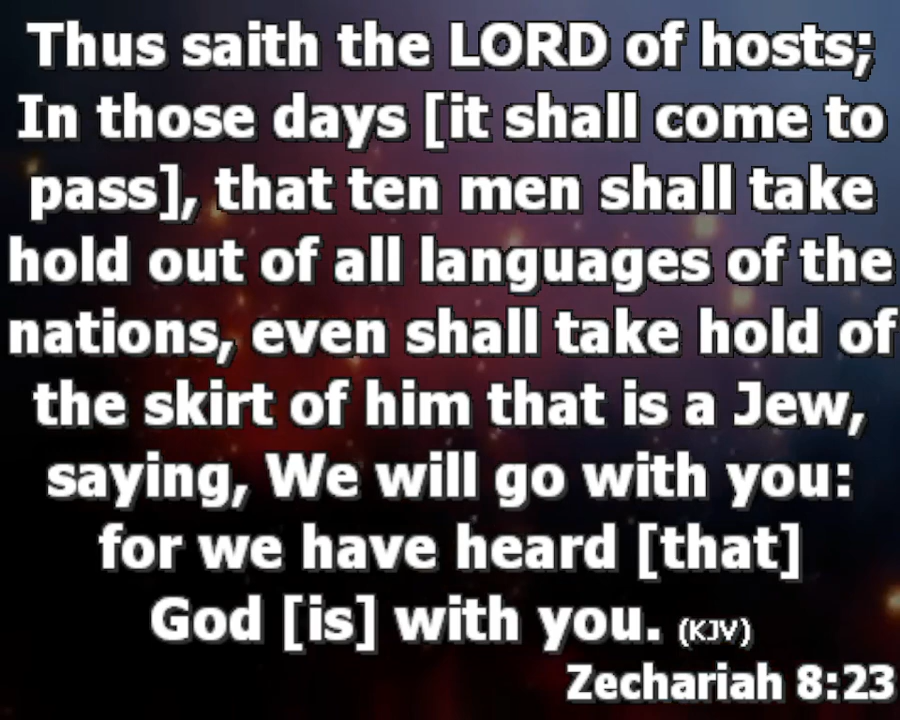 Thus saith the LORD of hosts;
In those days [it shall come to
pass], that ten men shall take
hold out of all languages of the
nations, even shall take hold of
the skirt of him that is a Jew,
saying, We will go with you:
for we have heard [that]
God [is] with you. (KJV)
Zechariah 8:23